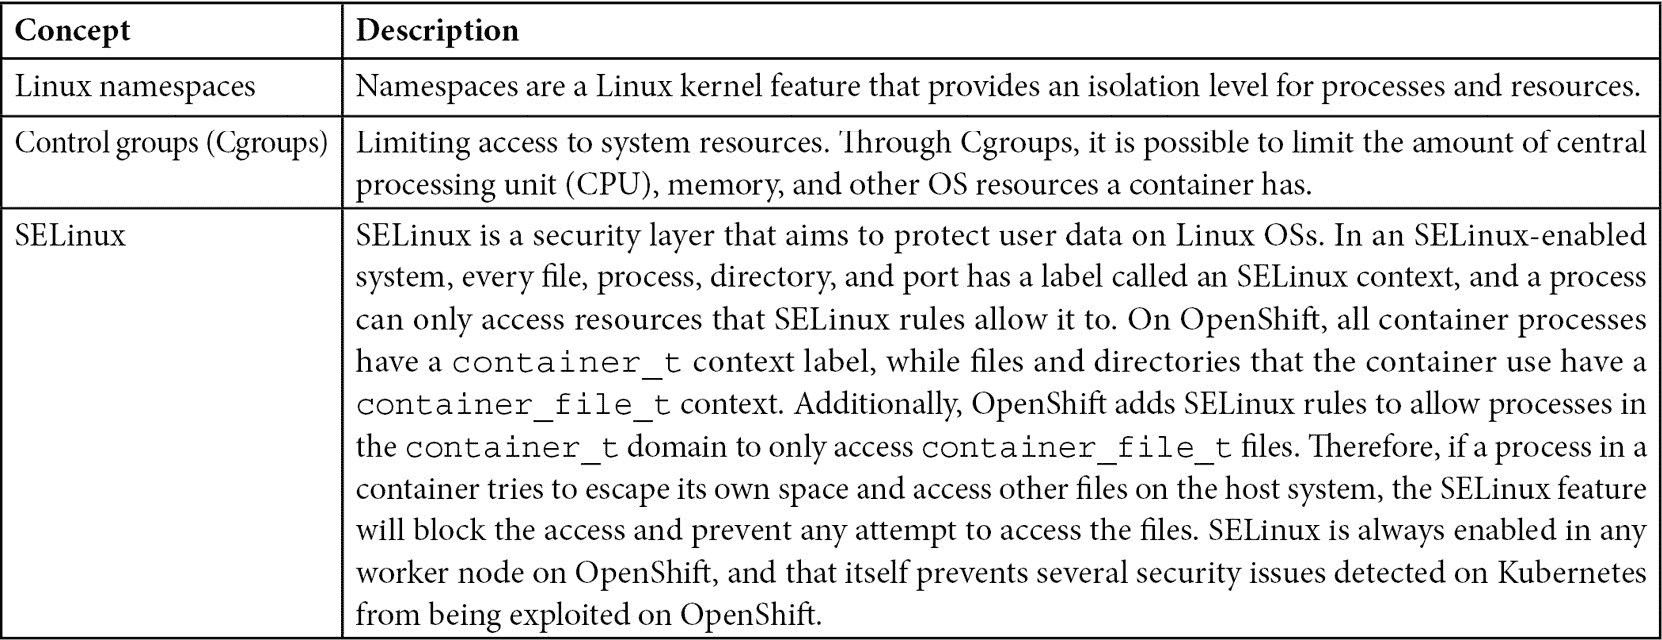 Concept Description
Linux namespaces Namespaces are a Linux kernel feature that provides an isolation level for processes and resources.
Control groups (Cgroups) Limiting access to system resources. Through Cgroups, it is possible to limit the amount of central
processing unit (CPU), memory, and other OS resources a container has.
SELinux SELinux is a security layer that aims to protect user data on Linux OSs. In an SELinux-enabled
system, every file, process, directory, and port has a label called an SELinux context, and a process
can only access resources that SELinux rules allow it to. On OpenShift, all container processes
have a container_t context label, while files and directories that the container use have a
container_file_t context. Additionally, OpenShift adds SELinux rules to allow processes in
the container_t domain to only access container_file_t files. Therefore, if a process in a
container tries to escape its own space and access other files on the host system, the SELinux feature
will block the access and prevent any attempt to access the files. SELinux is always enabled in any
worker node on OpenShift, and that itself prevents several security issues detected on Kubernetes
from being exploited on OpenShift.